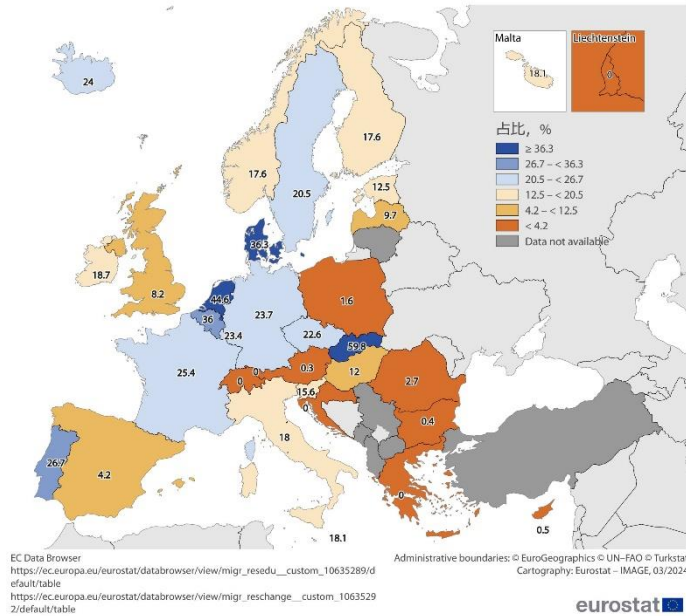 Malta
18.1
Liechtenstein
0
24
占比，%
≥ 36.3
26.7 – < 36.3
20.5 – < 26.7
12.5 – < 20.5
4.2 – < 12.5
< 4.2
Data not available
17.6
17.6
20.5
12.5
9.7
36.3
18.7
8.2
44.6
1.6
36
23.7
23.4
22.6
59.8
25.4
0
0
0.3
12
15.6
2.7
0
18
0.4
26.7
4.2
0
0.5
18.1
EC Data Browser
https://ec.europa.eu/eurostat/databrowser/view/migr_resedu__custom_10635289/d
efault/table
https://ec.europa.eu/eurostat/databrowser/view/migr_reschange__custom_1063529
2/default/table
Administrative boundaries: © EuroGeographics © UN–FAO © Turkstat
Cartography: Eurostat – IMAGE, 03/2024
eurostat